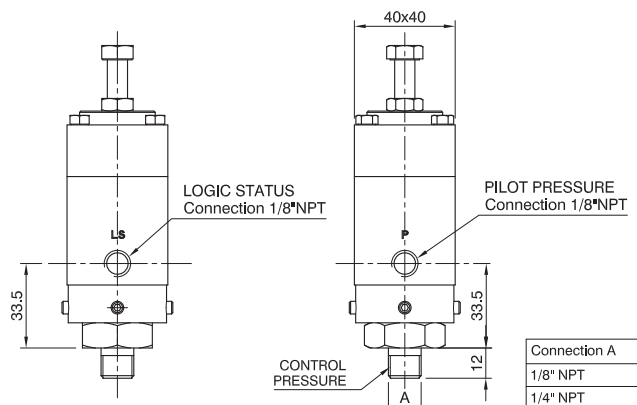 40x40
LOGIC STATUS
Connection 1/8"NPT
PILOT PRESSURE
Connection 1/8"NPT
LS
P
33.5
33.5
12
CONTROL
PRESSURE
A
Connection A
1/8" NPT
1/4" NPT